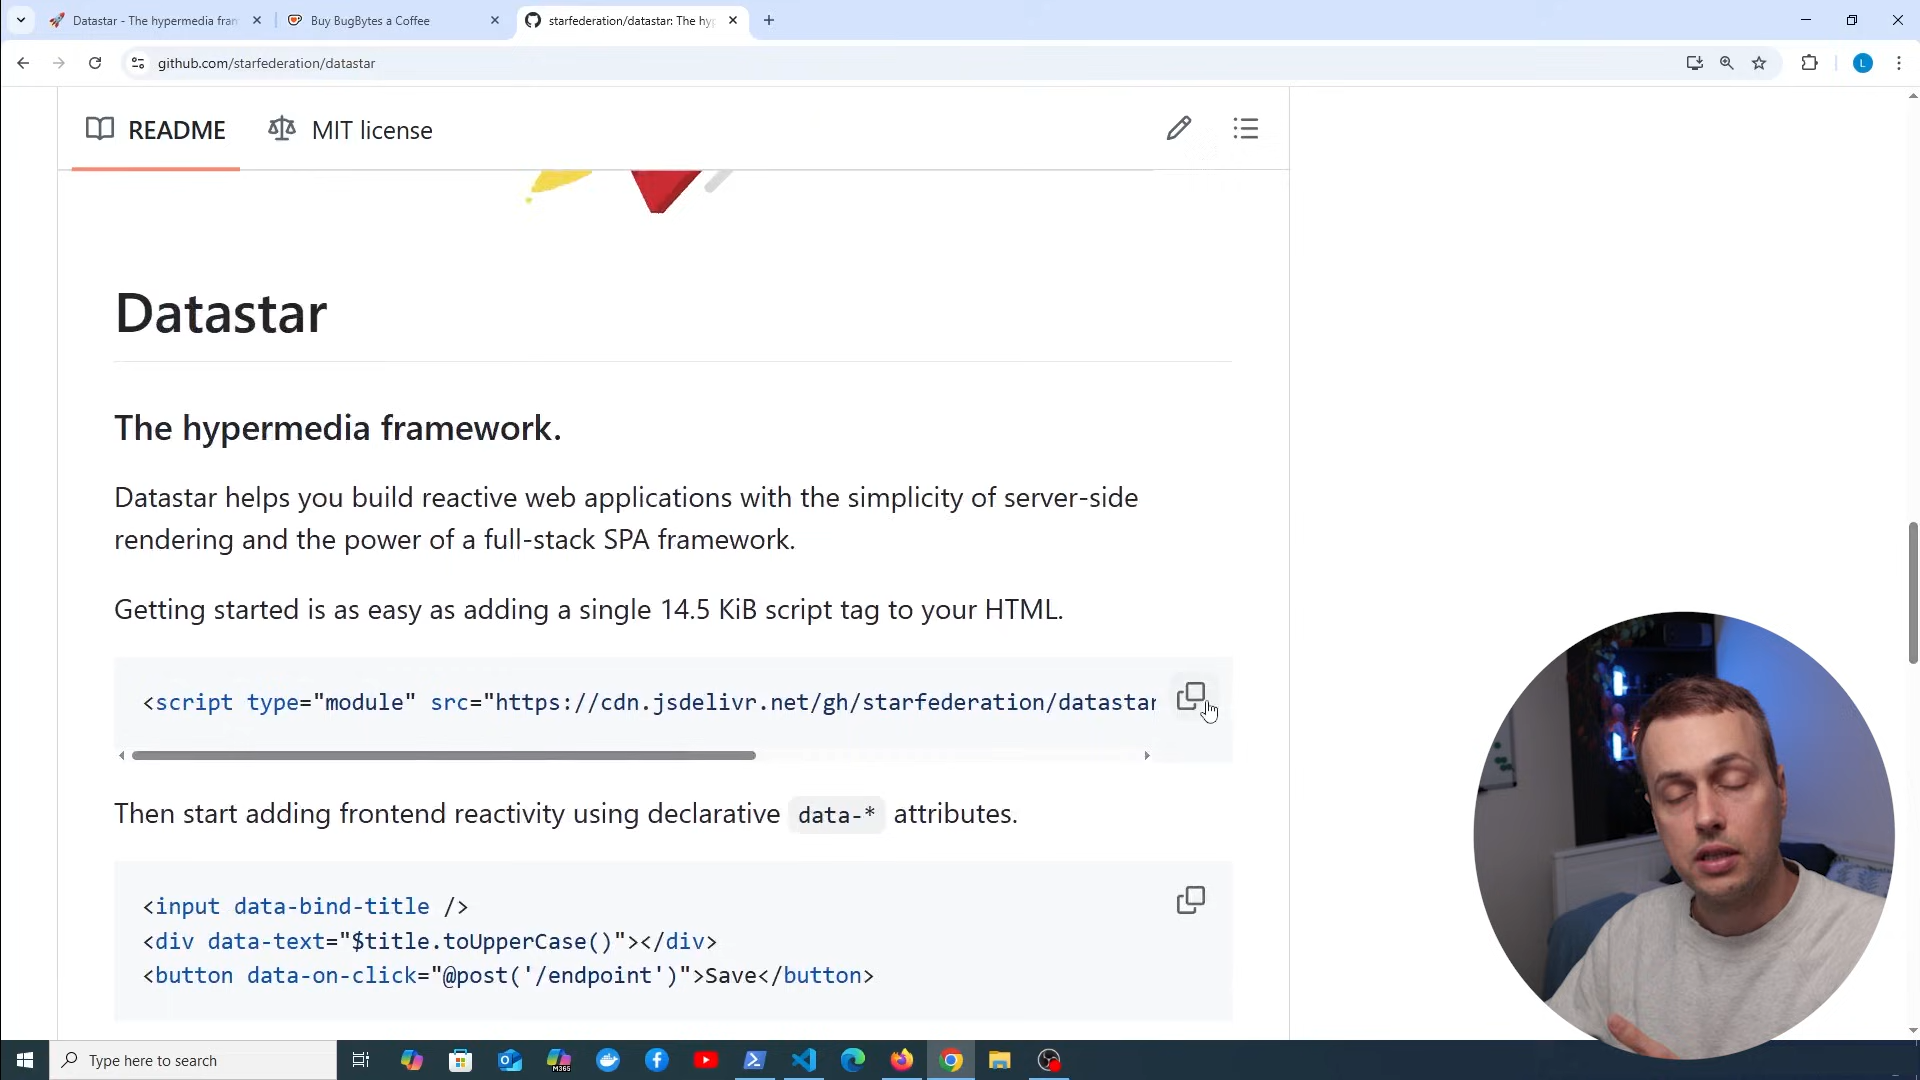 Datastar - The hypermedia fram
Buy BugBytes a Coffee
starfederation/datastar: The hyp
github.com/starfederation/datastar
L
README
MIT license
Datastar
The hypermedia framework.
Datastar helps you build reactive web applications with the simplicity of server-side
rendering and the power of a full-stack SPA framework.
Getting started is as easy as adding a single 14.5 KiB script tag to your HTML.
<script type="module" src="https://cdn.jsdelivr.net/gh/starfederation/datastar
Then start adding frontend reactivity using declarative data-* attributes.
<input data-bind-title />
<div data-text="$title.toUpperCase()"></div>
<button data-on-click="@post('/endpoint')">Save</button>
Type here to search
M365